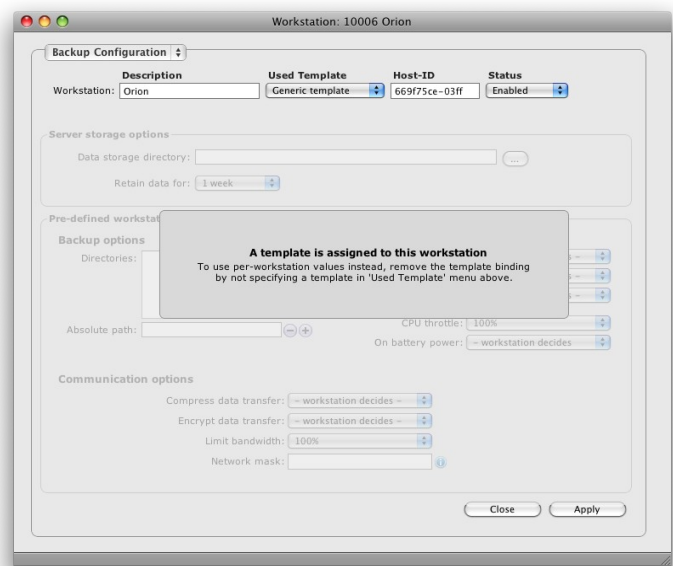 Workstation: 10006 Orion
Backup Configuration
Description Used Template Host-ID Status
Workstation: Orion Generic template 669f75ce-03ff Enabled
Server storage options
Data storage directory: ...
Retain data for: 1 week
Pre-defined workstat
Backup options
A template is assigned to this workstation
To use per-workstation values instead, remove the template binding
by not specifying a template in 'Used Template' menu above.
Directories:
CPU throttle: 100%
Absolute path:
On battery power: - workstation decides
Communication options
Compress data transfer: - workstation decides -
Encrypt data transfer: - workstation decides -
Limit bandwidth: 100%
Network mask:
Close Apply